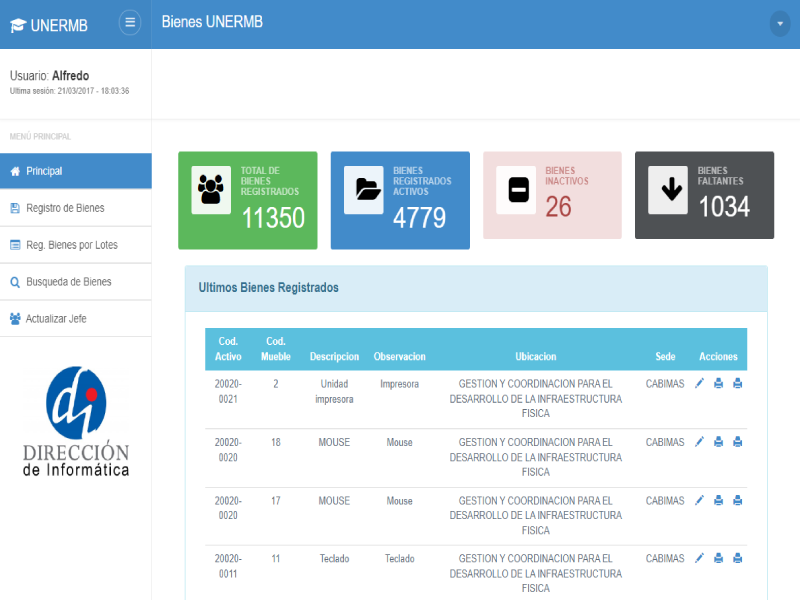 UNERMB
Bienes UNERMB
Usuario: Alfredo
Ultima sesión: 21/03/2017 - 18:03:36
MENÚ PRINCIPAL
Principal
Registro de Bienes
Reg. Bienes por Lotes
Busqueda de Bienes
Actualizar Jefe
di
DIRECCIÓN
de Informática
TOTAL DE
BIENES
REGISTRADOS
11350
BIENES
REGISTRADOS
ACTIVOS
4779
BIENES
INACTIVOS
26
BIENES
FALTANTES
1034
Ultimos Bienes Registrados
Cod. Activo Cod. Mueble Descripcion Observacion Ubicacion Sede Acciones
20020- 2 Unidad Impresora GESTION Y COORDINACION PARA EL CABIMAS
0021 impresora DESARROLLO DE LA INFRAESTRUCTURA
FISICA
20020- 18 MOUSE Mouse GESTION Y COORDINACION PARA EL CABIMAS
0020 DESARROLLO DE LA INFRAESTRUCTURA
FISICA
20020- 17 MOUSE Mouse GESTION Y COORDINACION PARA EL CABIMAS
0020 DESARROLLO DE LA INFRAESTRUCTURA
FISICA
20020- 11 Teclado Teclado GESTION Y COORDINACION PARA EL CABIMAS
0011 DESARROLLO DE LA INFRAESTRUCTURA
FISICA